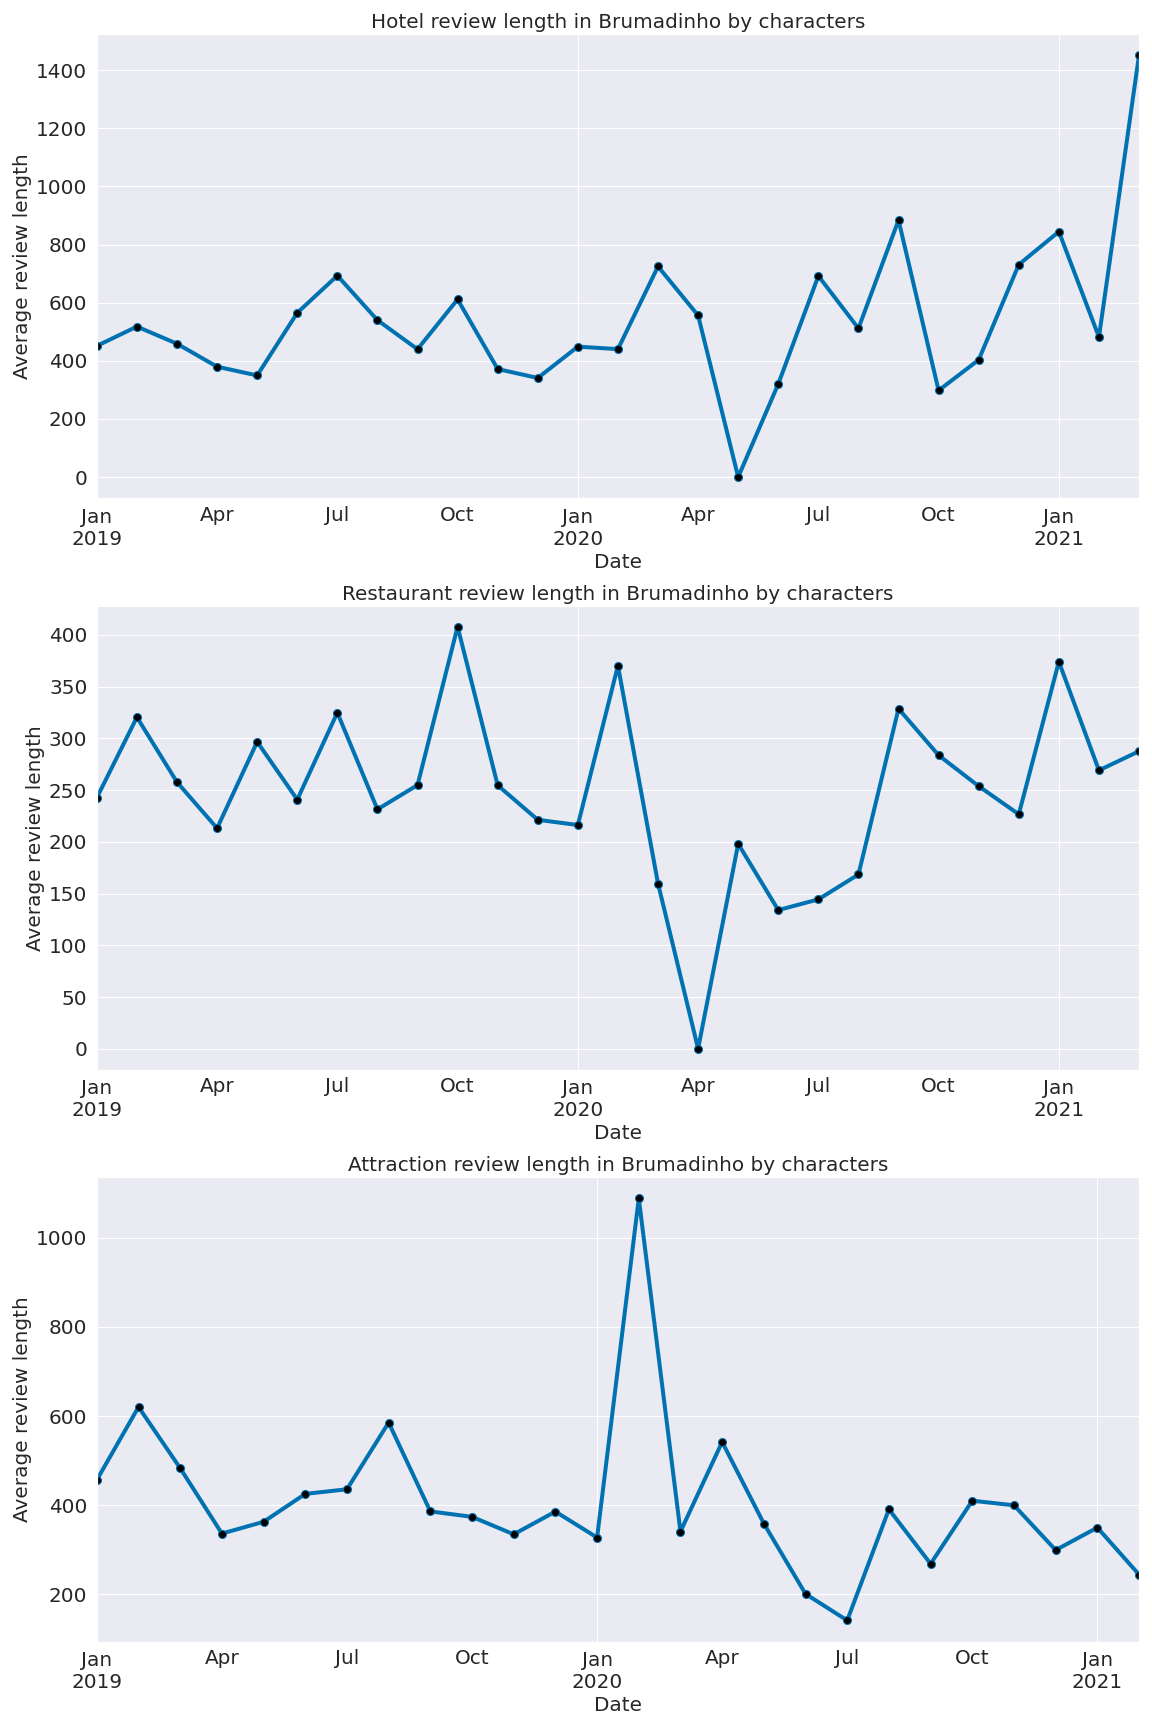 Hotel review length in Brumadinho by characters
1400
1200
1000
800
600
400
200
0
Average review length
Jan Apr Jul Oct Jan Apr Jul Oct Jan
2019 2020 2021
Date
Restaurant review length in Brumadinho by characters
400
350
300
250
200
150
100
50
0
Average review length
Jan Apr Jul Oct Jan Apr Jul Oct Jan
2019 2020 2021
Date
Attraction review length in Brumadinho by characters
1000
800
600
400
200
Average review length
Jan Apr Jul Oct Jan Apr Jul Oct Jan
2019 2020 2021
Date